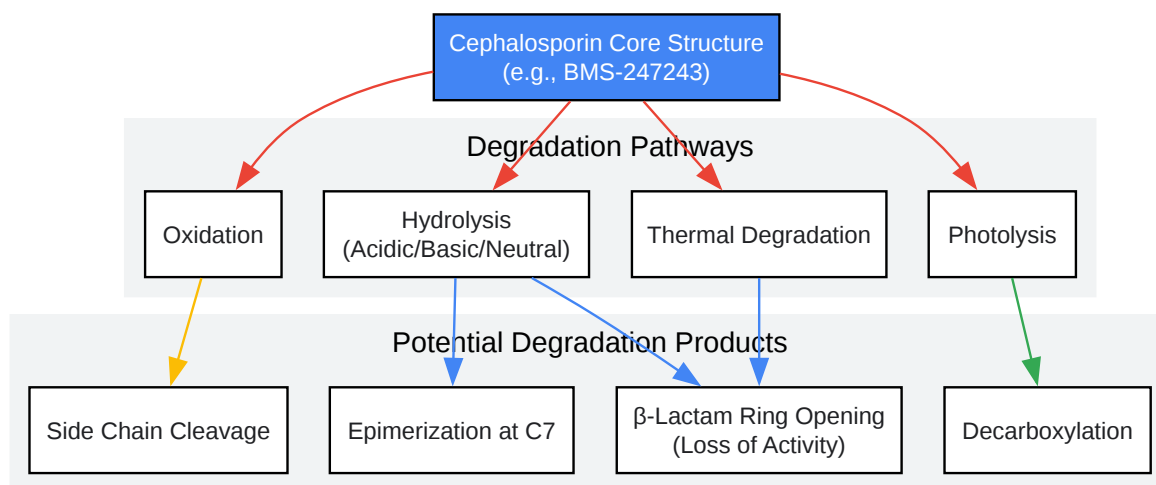 Cephalosporin Core Structure
(e.g., BMS-247243)
Degradation Pathways
Oxidation
Hydrolysis
(Acidic/Basic/Neutral)
Thermal Degradation
Photolysis
Potential Degradation Products
Side Chain Cleavage
Epimerization at C7
β-Lactam Ring Opening
(Loss of Activity)
Decarboxylation